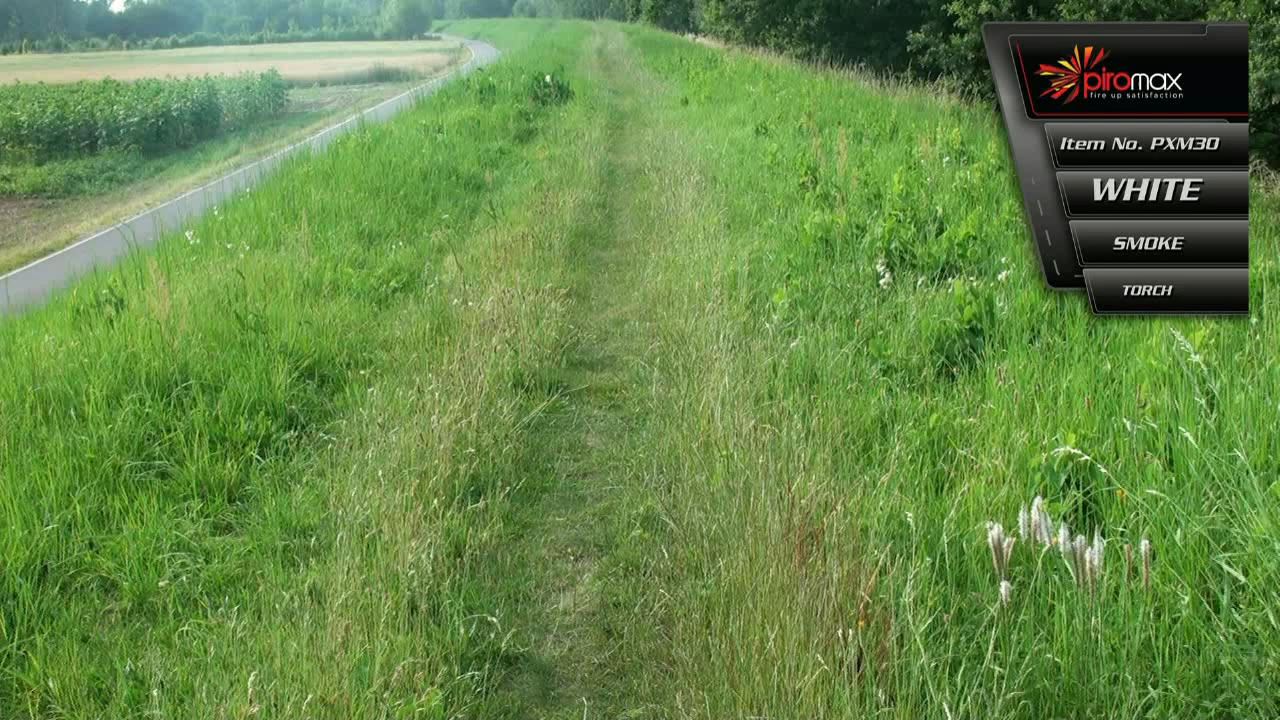 piromax
fire up satisfaction
Item No. PXM30
WHITE
SMOKE
TORCH